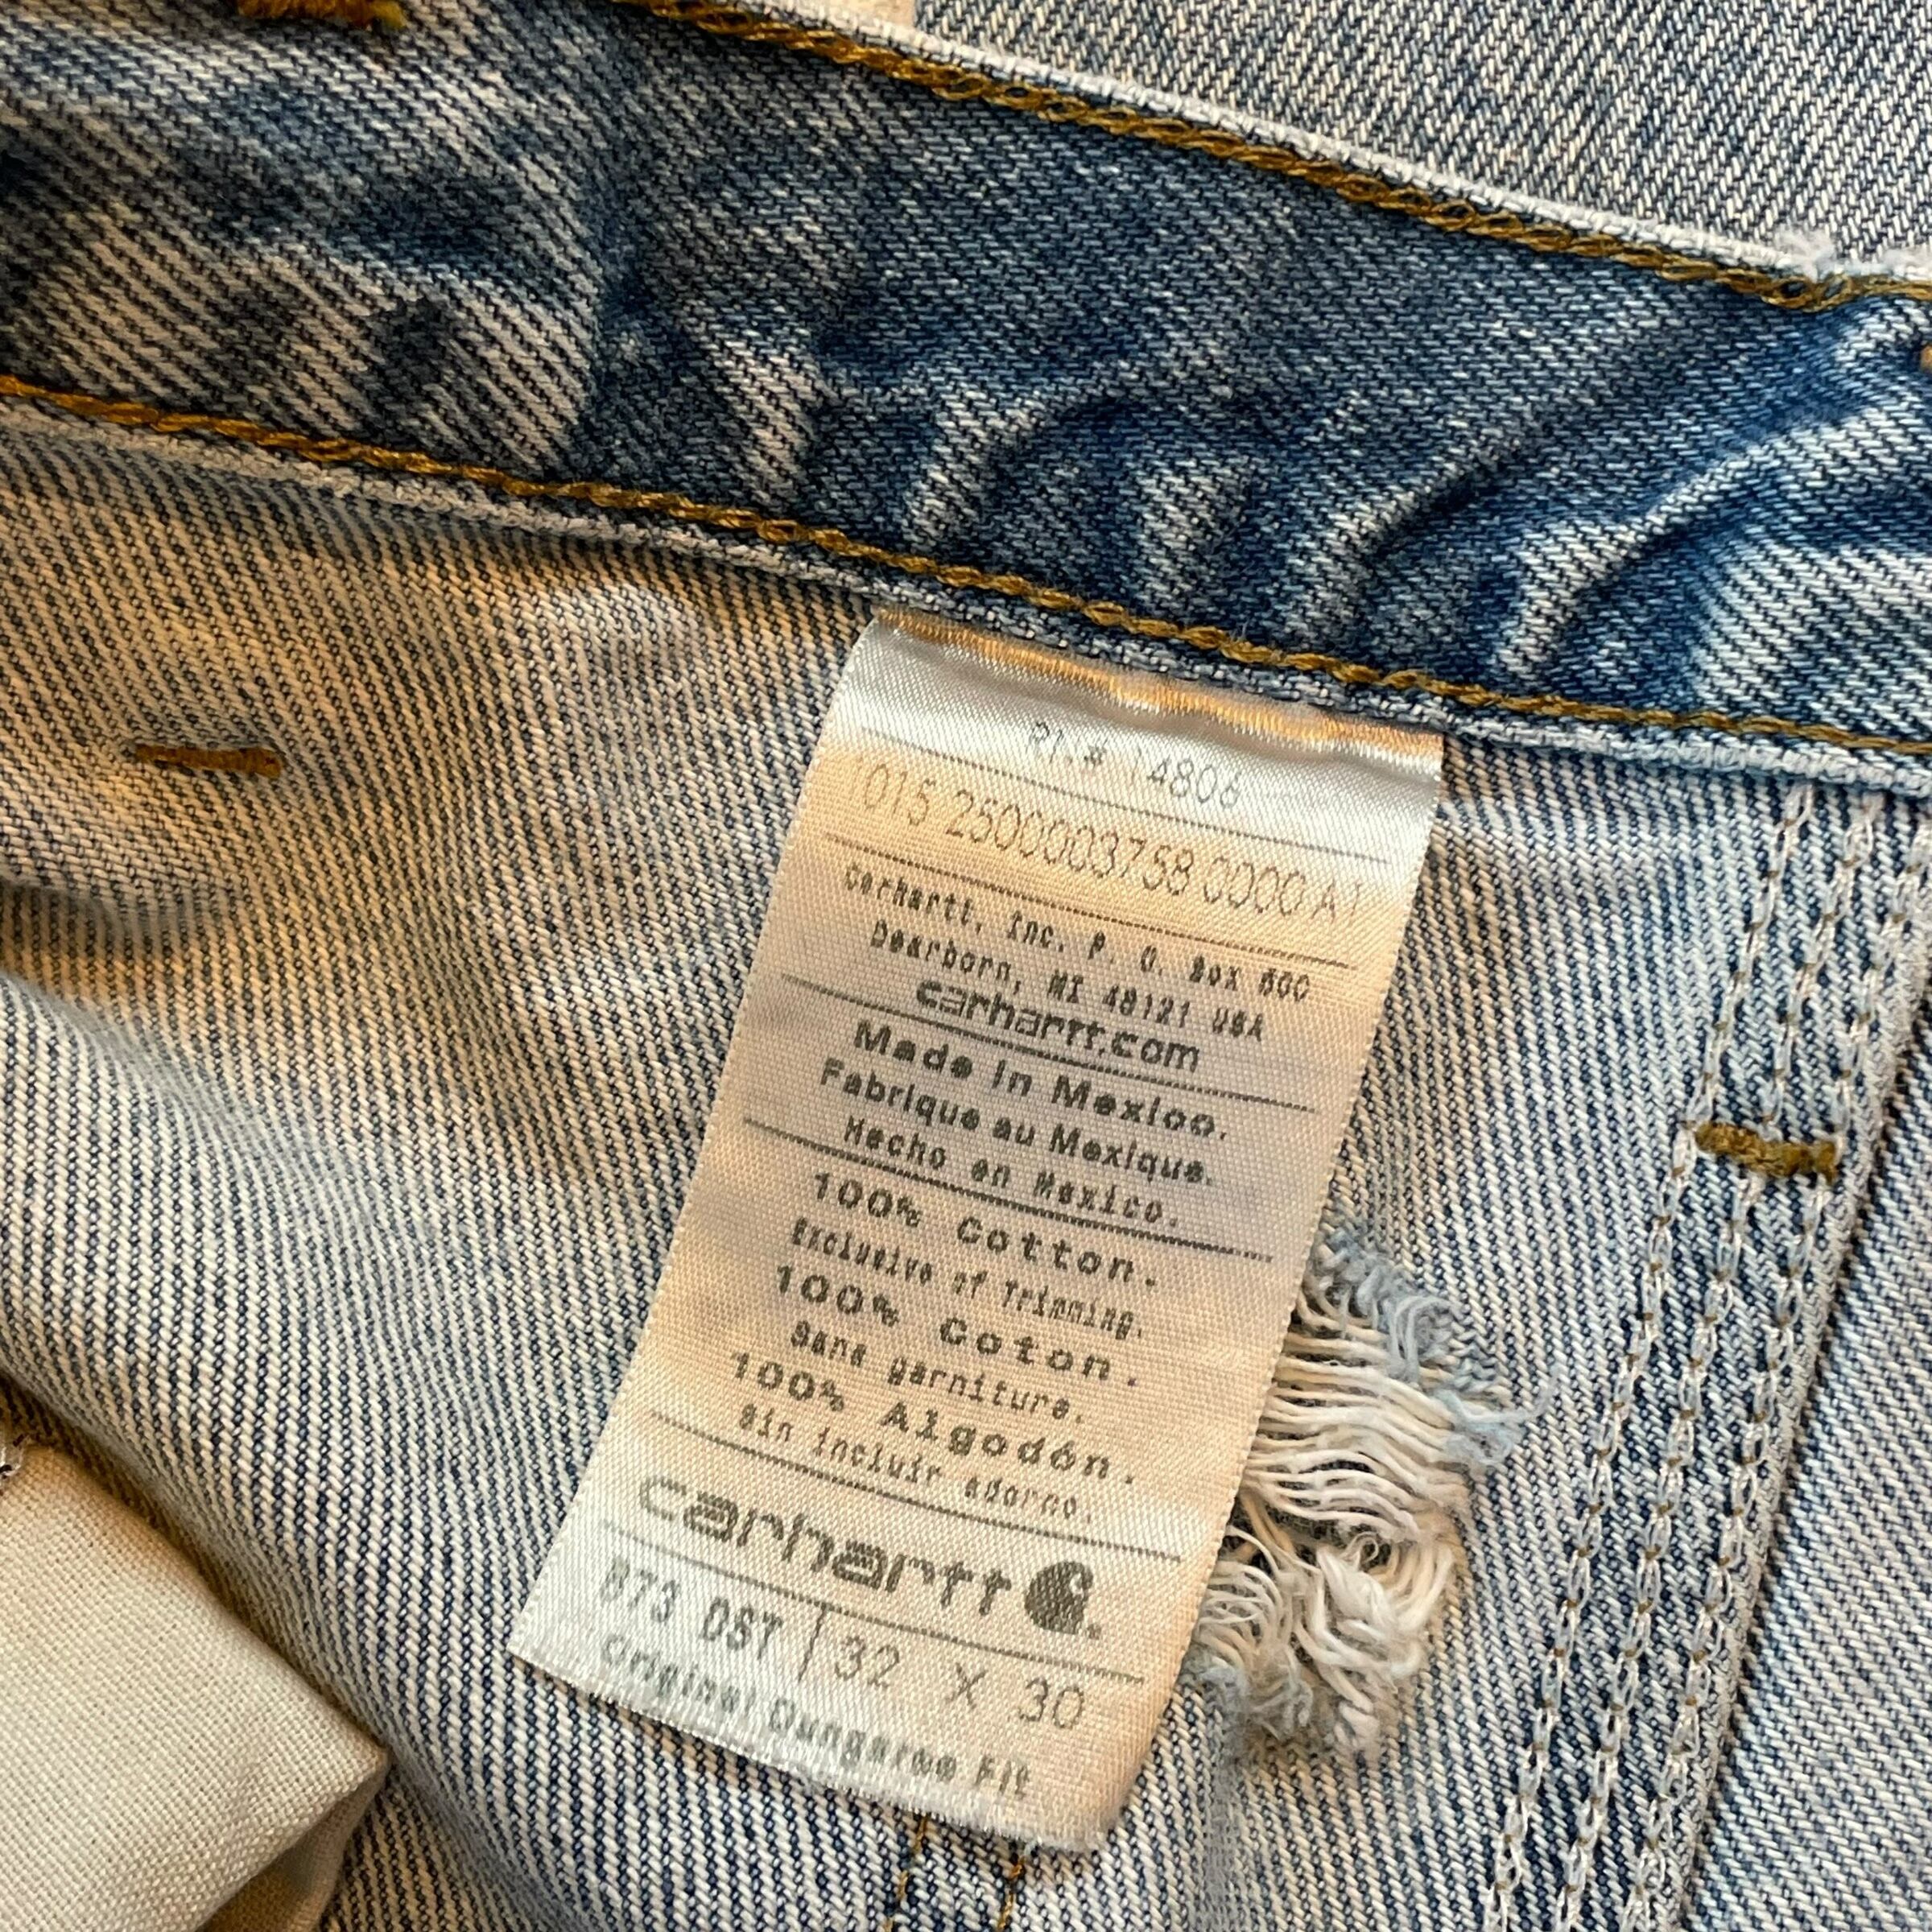 RN# 14806
1015 2500003758 0000 A1
Carhartt, Inc. P. O. Box 600
Dearborn, MI 48121 USA
carhartt.com
Made in Mexico.
Fabrique au Mexique.
Hecho en Mexico.
100% Cotton.
Exclusive of Trimming.
100% Coton.
Sans garniture.
100% Algodón.
Sin incluir adorno.
carhartt
B73 DST | 32 X 30
Original Dungaree Fit